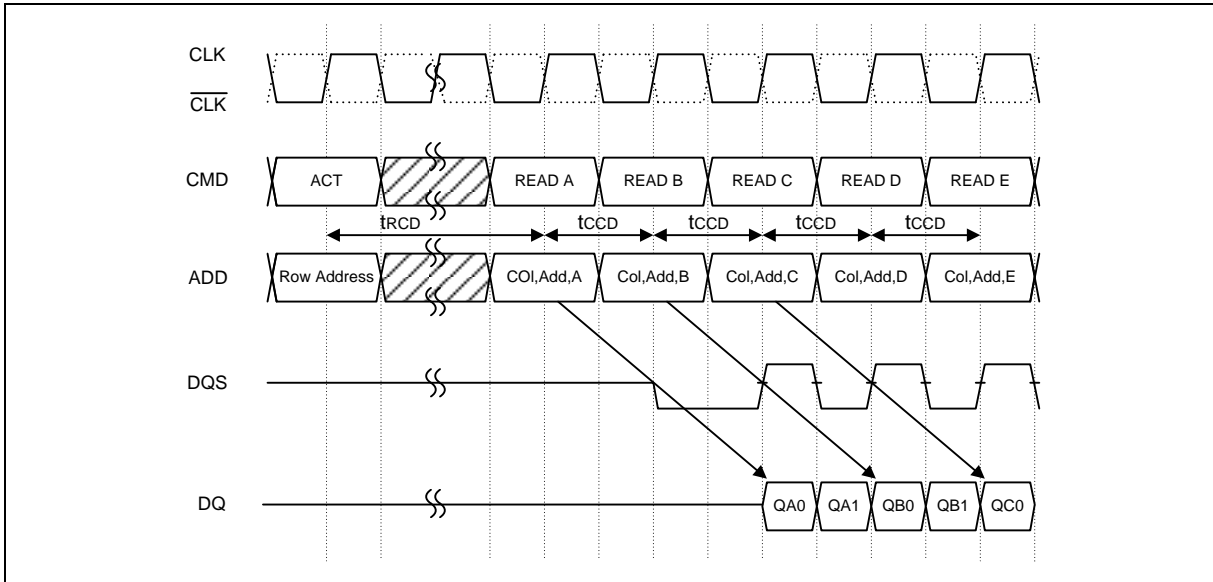 CLK
CLK
CMD ACT READ A READ B READ C READ D READ E
tRCD tCCD tCCD tCCD tCCD
ADD Row Address COl,Add,A Col,Add,B Col,Add,C Col,Add,D Col,Add,E
DQS
DQ QA0 QA1 QB0 QB1 QC0